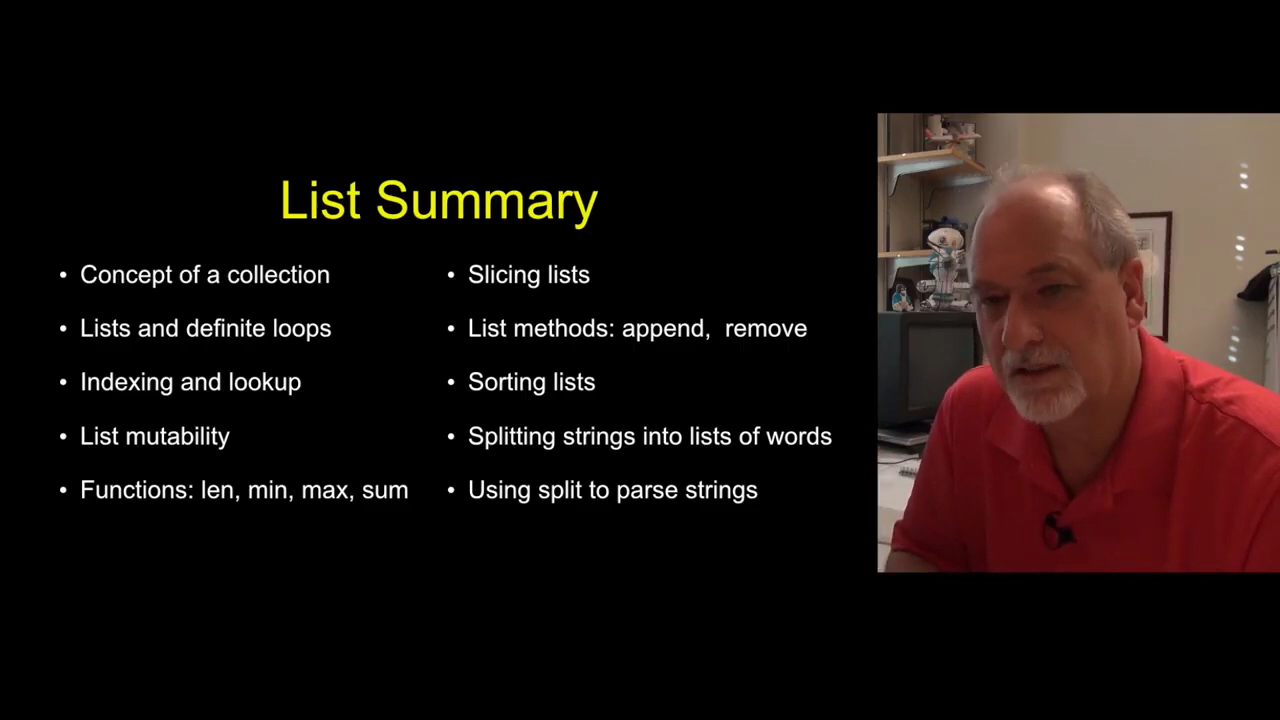 List Summary
• Concept of a collection
• Lists and definite loops
• Indexing and lookup
• List mutability
• Functions: len, min, max, sum
• Slicing lists
• List methods: append, remove
• Sorting lists
• Splitting strings into lists of words
• Using split to parse strings